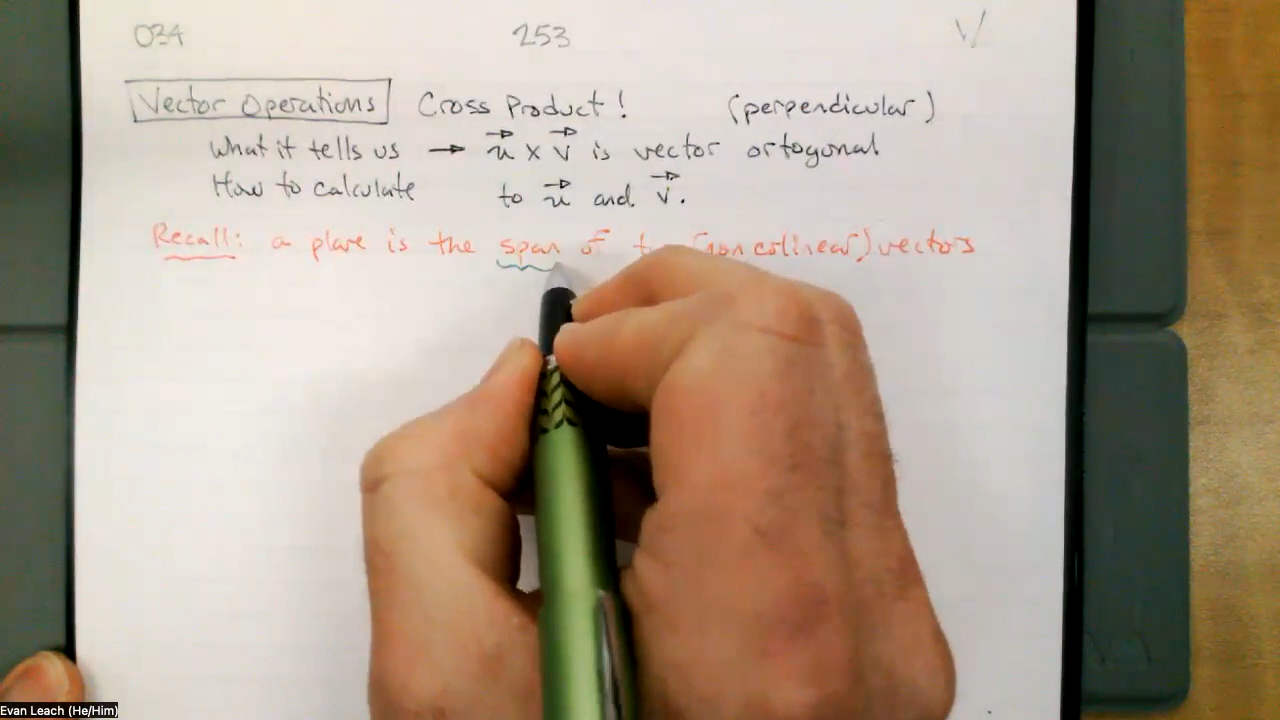 034 253 V
Vector Operations Cross Product! (perpendicular)
What it tells us → u⃗ × v⃗ is vector ortogonal
How to calculate to u⃗ and v⃗.
Recall: a plane is the span of (noncolinear) vectors
Evan Leach (He/Him)